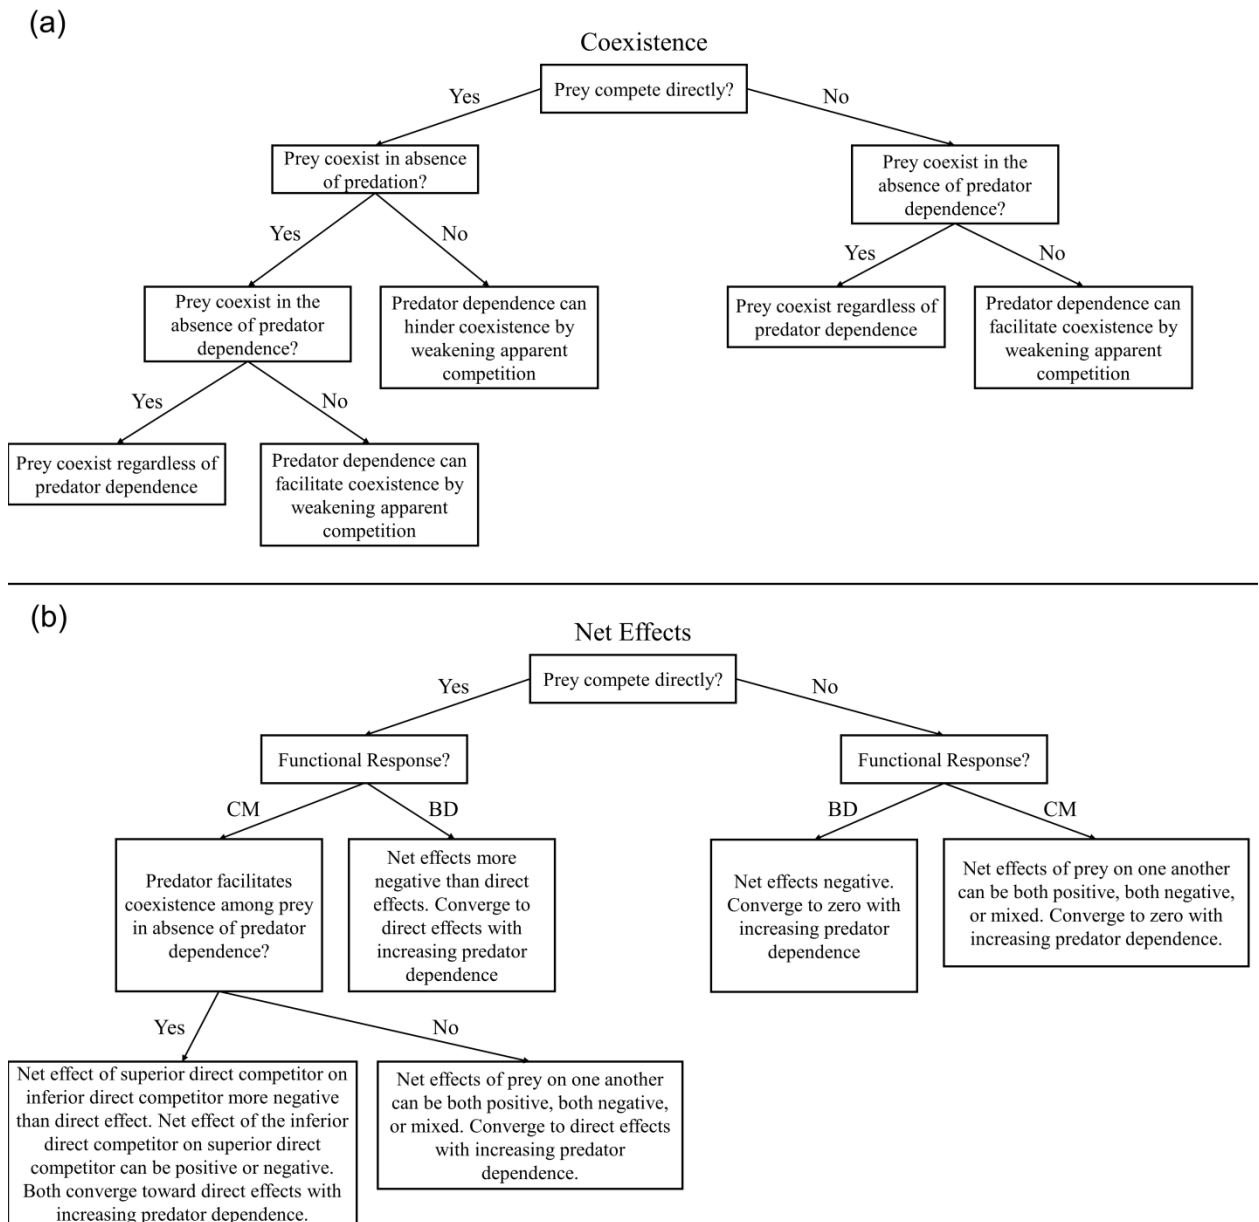 (a)
Coexistence
Prey compete directly?
Yes
No
Prey coexist in absence
of predation?
Prey coexist in the
absence of predator
dependence?
Yes
No
Yes
No
Prey coexist in the
absence of predator
dependence?
Predator dependence can
hinder coexistence by
weakening apparent
competition
Prey coexist regardless of
predator dependence
Predator dependence can
facilitate coexistence by
weakening apparent
competition
Yes
No
Prey coexist regardless of
predator dependence
Predator dependence can
facilitate coexistence by
weakening apparent
competition
(b)
Net Effects
Prey compete directly?
Yes
No
Functional Response?
Functional Response?
CM
BD
BD
CM
Predator facilitates
coexistence among prey
in absence of predator
dependence?
Net effects more
negative than direct
effects. Converge to
direct effects with
increasing predator
dependence
Net effects negative.
Converge to zero with
increasing predator
dependence
Net effects of prey on one another
can be both positive, both negative,
or mixed. Converge to zero with
increasing predator dependence.
Yes
No
Net effect of superior direct competitor on
inferior direct competitor more negative
than direct effect. Net effect of the inferior
direct competitor on superior direct
competitor can be positive or negative.
Both converge toward direct effects with
increasing predator dependence.
Net effects of prey on one another
can be both positive, both negative,
or mixed. Converge to direct effects
with increasing predator
dependence.